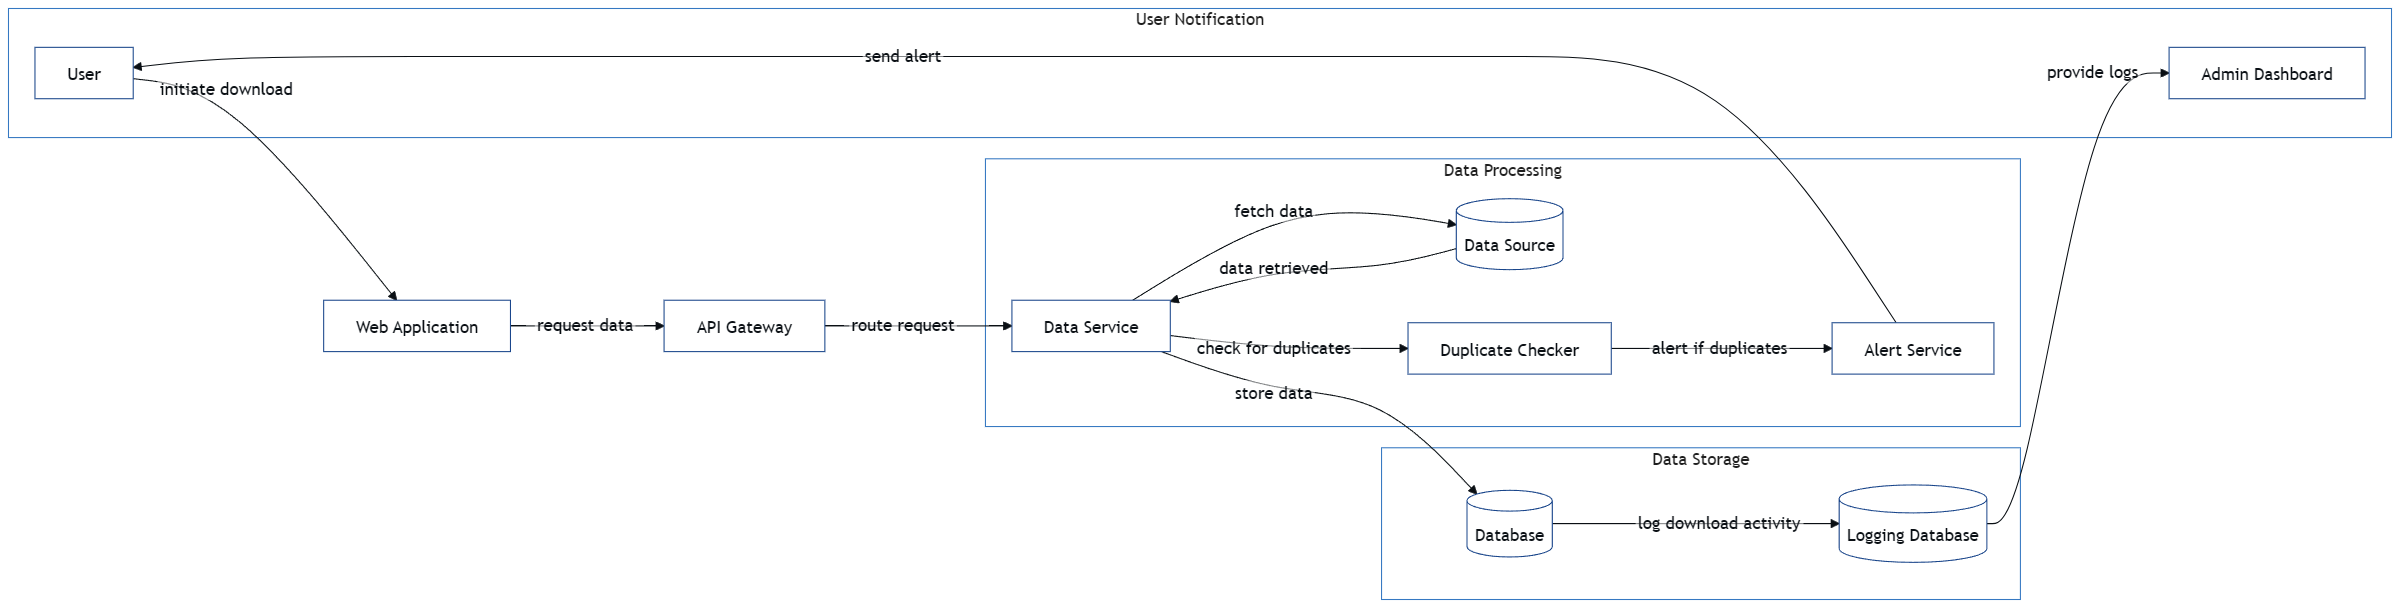 User Notification
User
send alert
initiate download
provide logs
Admin Dashboard
Data Processing
fetch data
Data Source
data retrieved
Web Application
request data
API Gateway
route request
Data Service
check for duplicates
Duplicate Checker
alert if duplicates
Alert Service
store data
Data Storage
Database
log download activity
Logging Database